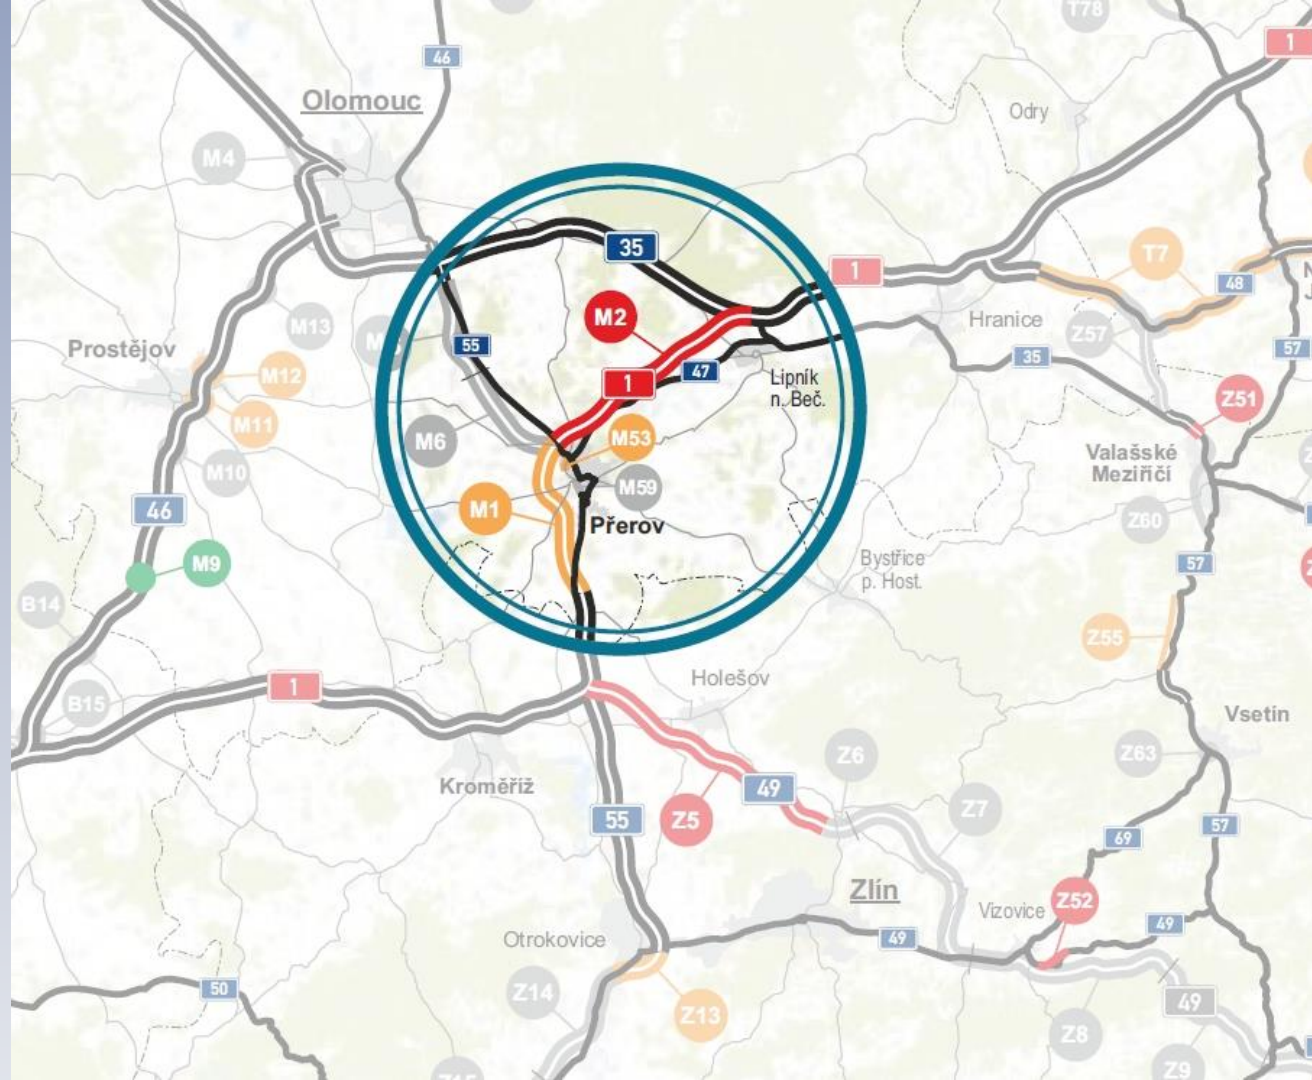 T78
1
46
Olomouc
Odry
M4
35
1
T7
48
M2
M13
Hranice
Z57
55
Prostějov
M12
47
35
57
1
Lipník
n. Beč.
Z51
M11
M6
M53
Valašské
Meziříčí
M10
M59
M1
46
Přerov
Z60
Bystřice
p. Host.
M9
57
B14
Z55
Holešov
1
B15
Vsetín
Z6
Z63
Kroměříž
49
55
Z5
Z7
57
69
Zlín
Vizovice
Z52
49
Otrokovice
49
50
Z14
49
Z13
Z8
Z9